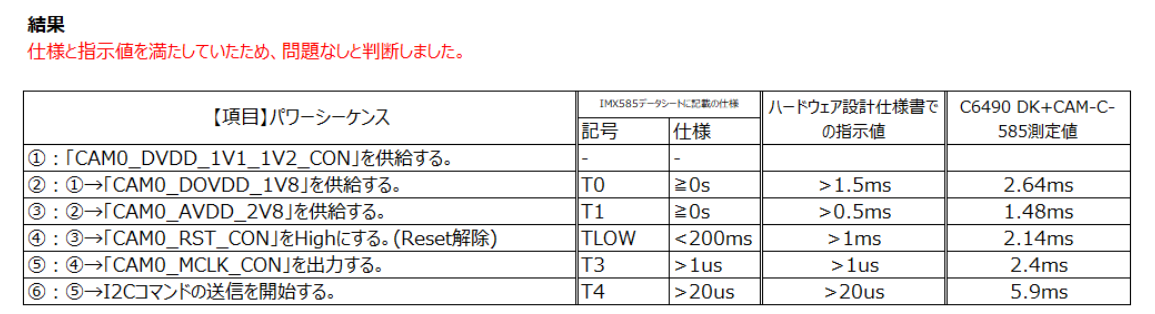 結果
仕様と指示値を満たしていたため、問題なしと判断しました。
【項目】パワーシーケンス IMX585データシートに記載の仕様 ハードウェア設計仕様書での指示値 C6490 DK+CAM-C-585測定値
記号 仕様
①:「CAM0_DVDD_1V1_1V2_CON」を供給する。 - -
②:①→「CAM0_DOVDD_1V8」を供給する。 T0 ≧0s >1.5ms 2.64ms
③:②→「CAM0_AVDD_2V8」を供給する。 T1 ≧0s >0.5ms 1.48ms
④:③→「CAM0_RST_CON」をHighにする。(Reset解除) TLOW <200ms >1ms 2.14ms
⑤:④→「CAM0_MCLK_CON」を出力する。 T3 >1us >1us 2.4ms
⑥:⑤→I2Cコマンドの送信を開始する。 T4 >20us >20us 5.9ms